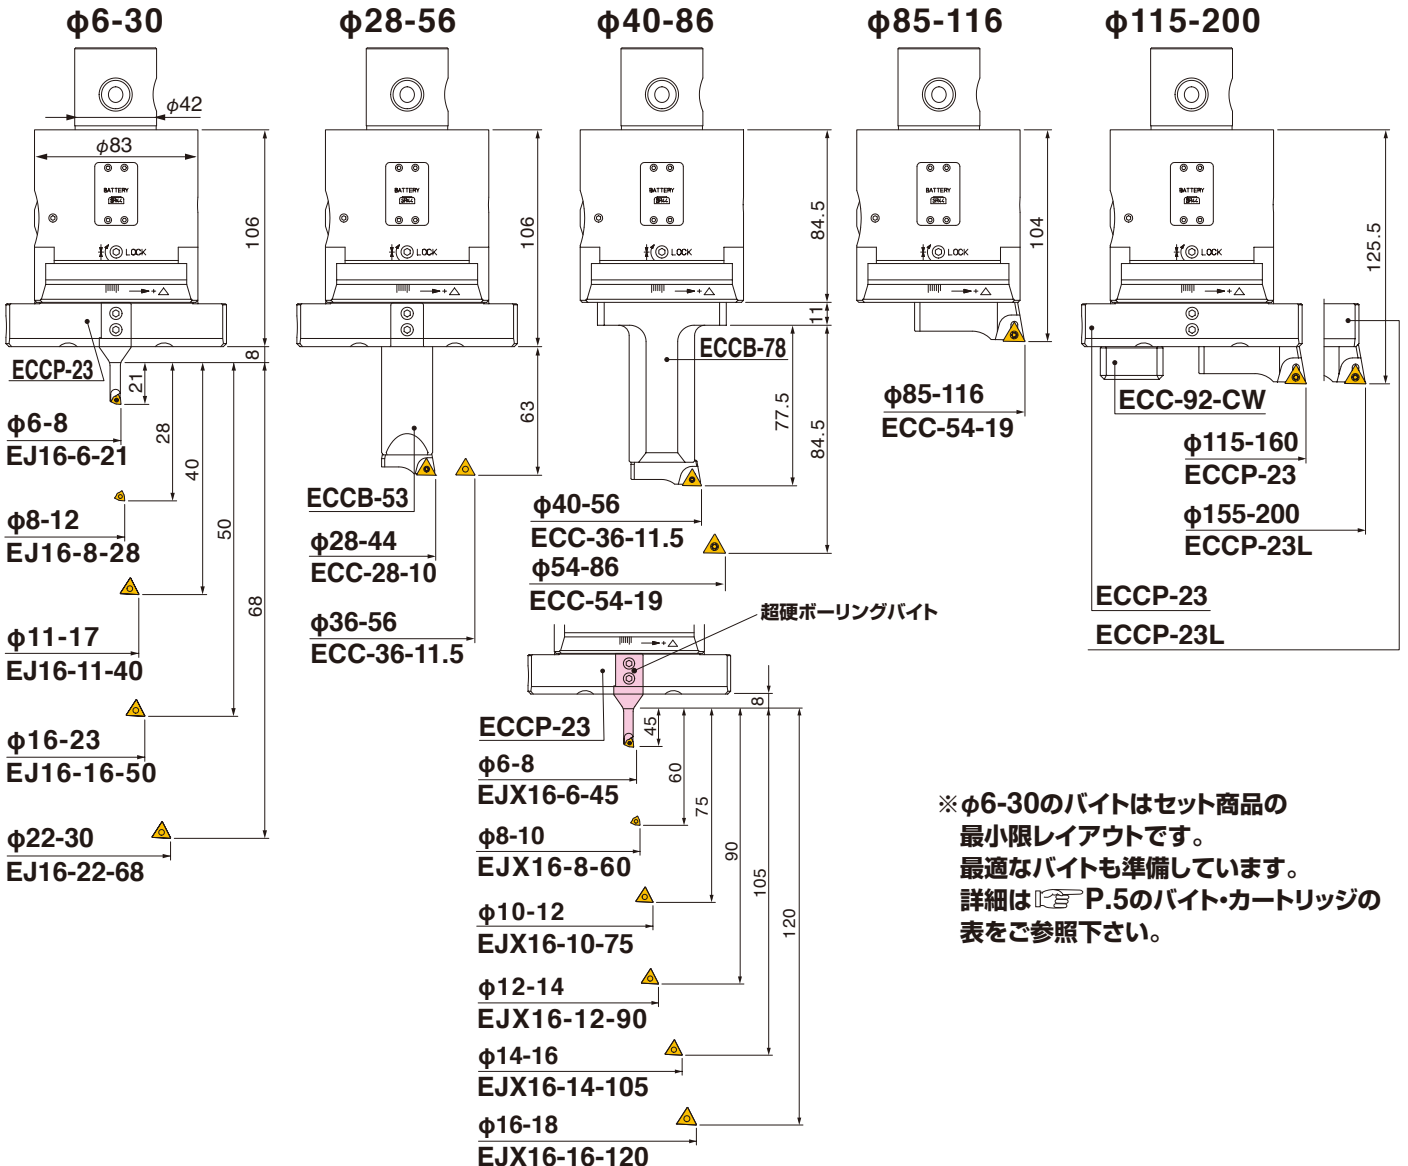 φ6-30
φ28-56
φ40-86
φ85-116
φ115-200
φ42
φ83
BATTERY
LOCK
+
106
8
ECCP-23
21
28
40
50
68
φ6-8
EJ16-6-21
φ8-12
EJ16-8-28
φ11-17
EJ16-11-40
φ16-23
EJ16-16-50
φ22-30
EJ16-22-68
BATTERY
LOCK
+
106
63
ECCB-53
φ28-44
ECC-28-10
φ36-56
ECC-36-11.5
BATTERY
LOCK
+
84.5
11
ECCB-78
77.5
84.5
φ40-56
ECC-36-11.5
φ54-86
ECC-54-19
BATTERY
LOCK
+
104
φ85-116
ECC-54-19
BATTERY
LOCK
+
125.5
ECC-92-CW
φ115-160
ECCP-23
φ155-200
ECCP-23L
ECCP-23
ECCP-23L
超硬ボーリングバイト
+
ECCP-23
8
45
60
75
90
105
120
φ6-8
EJX16-6-45
φ8-10
EJX16-8-60
φ10-12
EJX16-10-75
φ12-14
EJX16-12-90
φ14-16
EJX16-14-105
φ16-18
EJX16-16-120
※φ6-30のバイトはセット商品の
最小限レイアウトです。
最適なバイトも準備しています。
詳細は☞P.5のバイト・カートリッジの
表をご参照下さい。